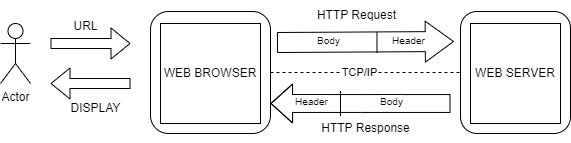 URL
HTTP Request
Body
Header
WEB BROWSER
TCP/IP
WEB SERVER
Actor
DISPLAY
Header
Body
HTTP Response